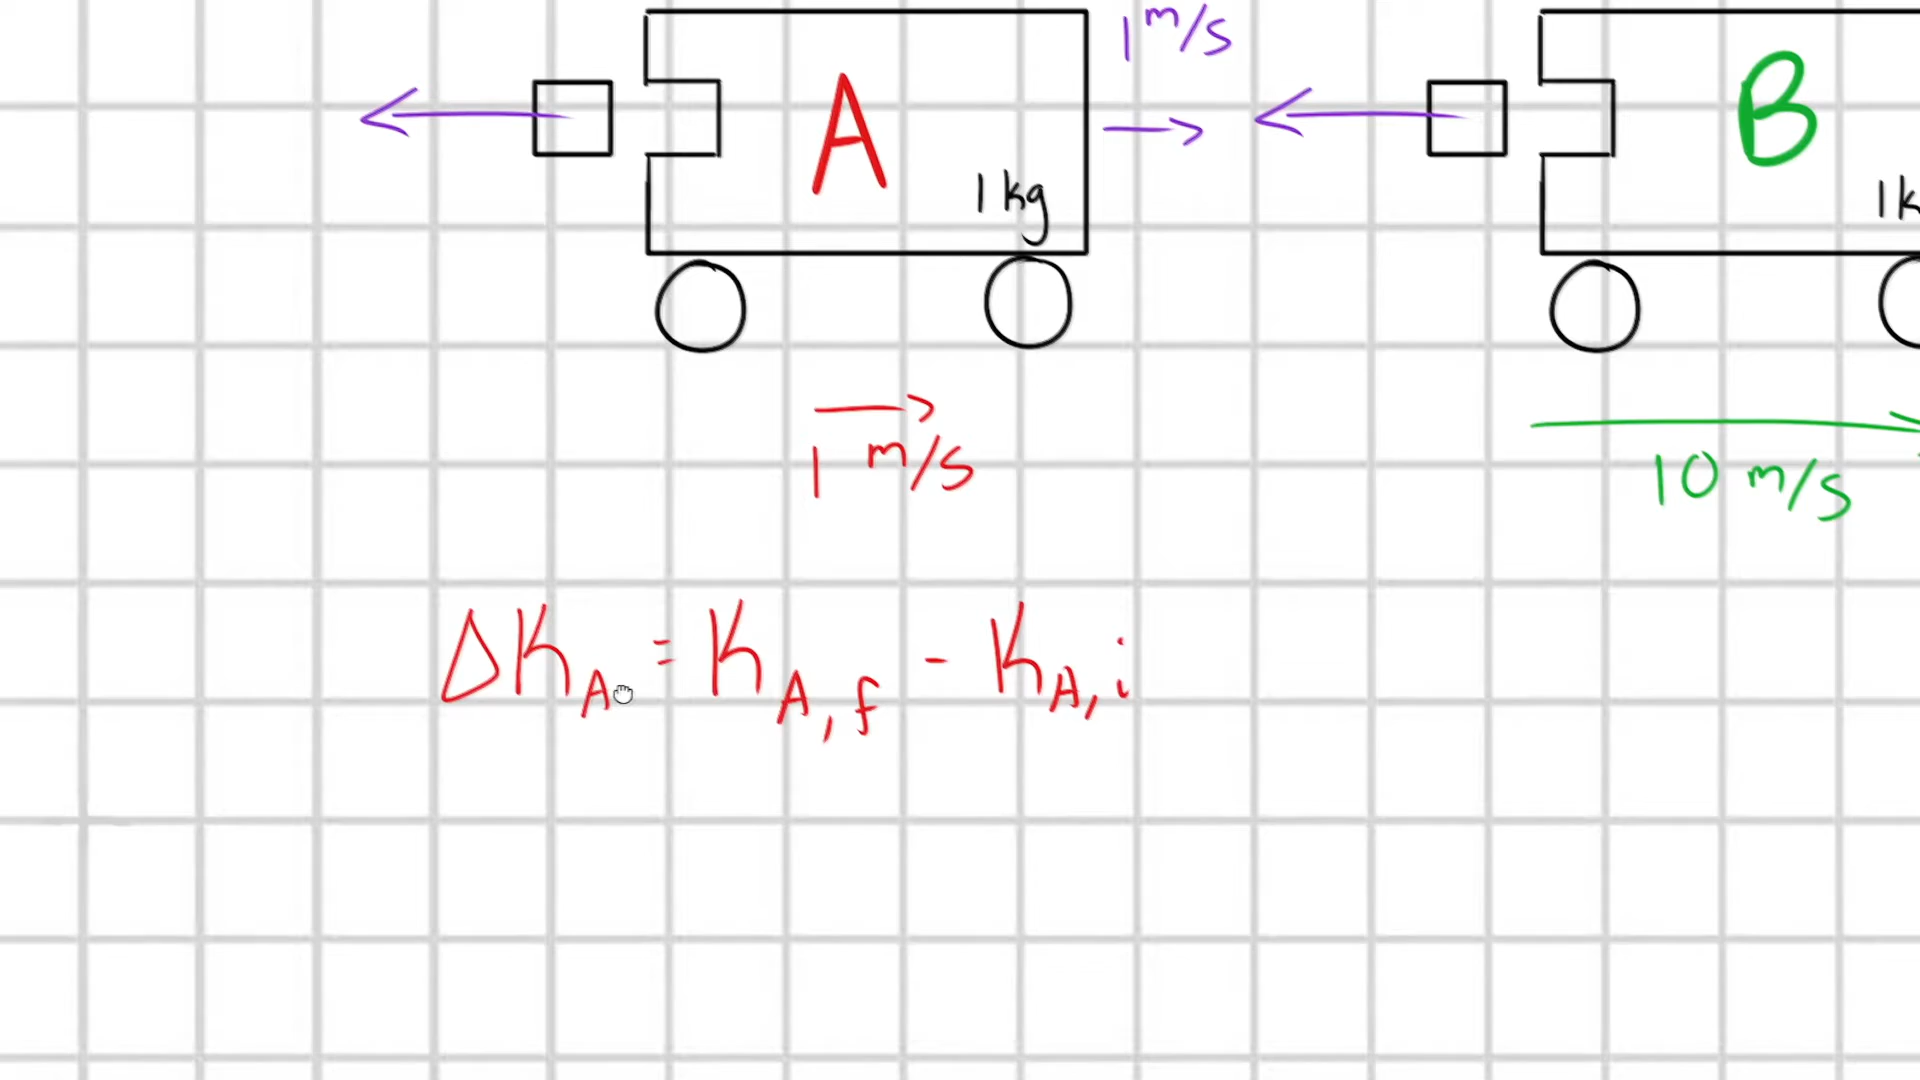 1 m/s
A
B
1 kg
1 k
1 m/s
10 m/s
ΔK_A = K_A,f - K_A,i